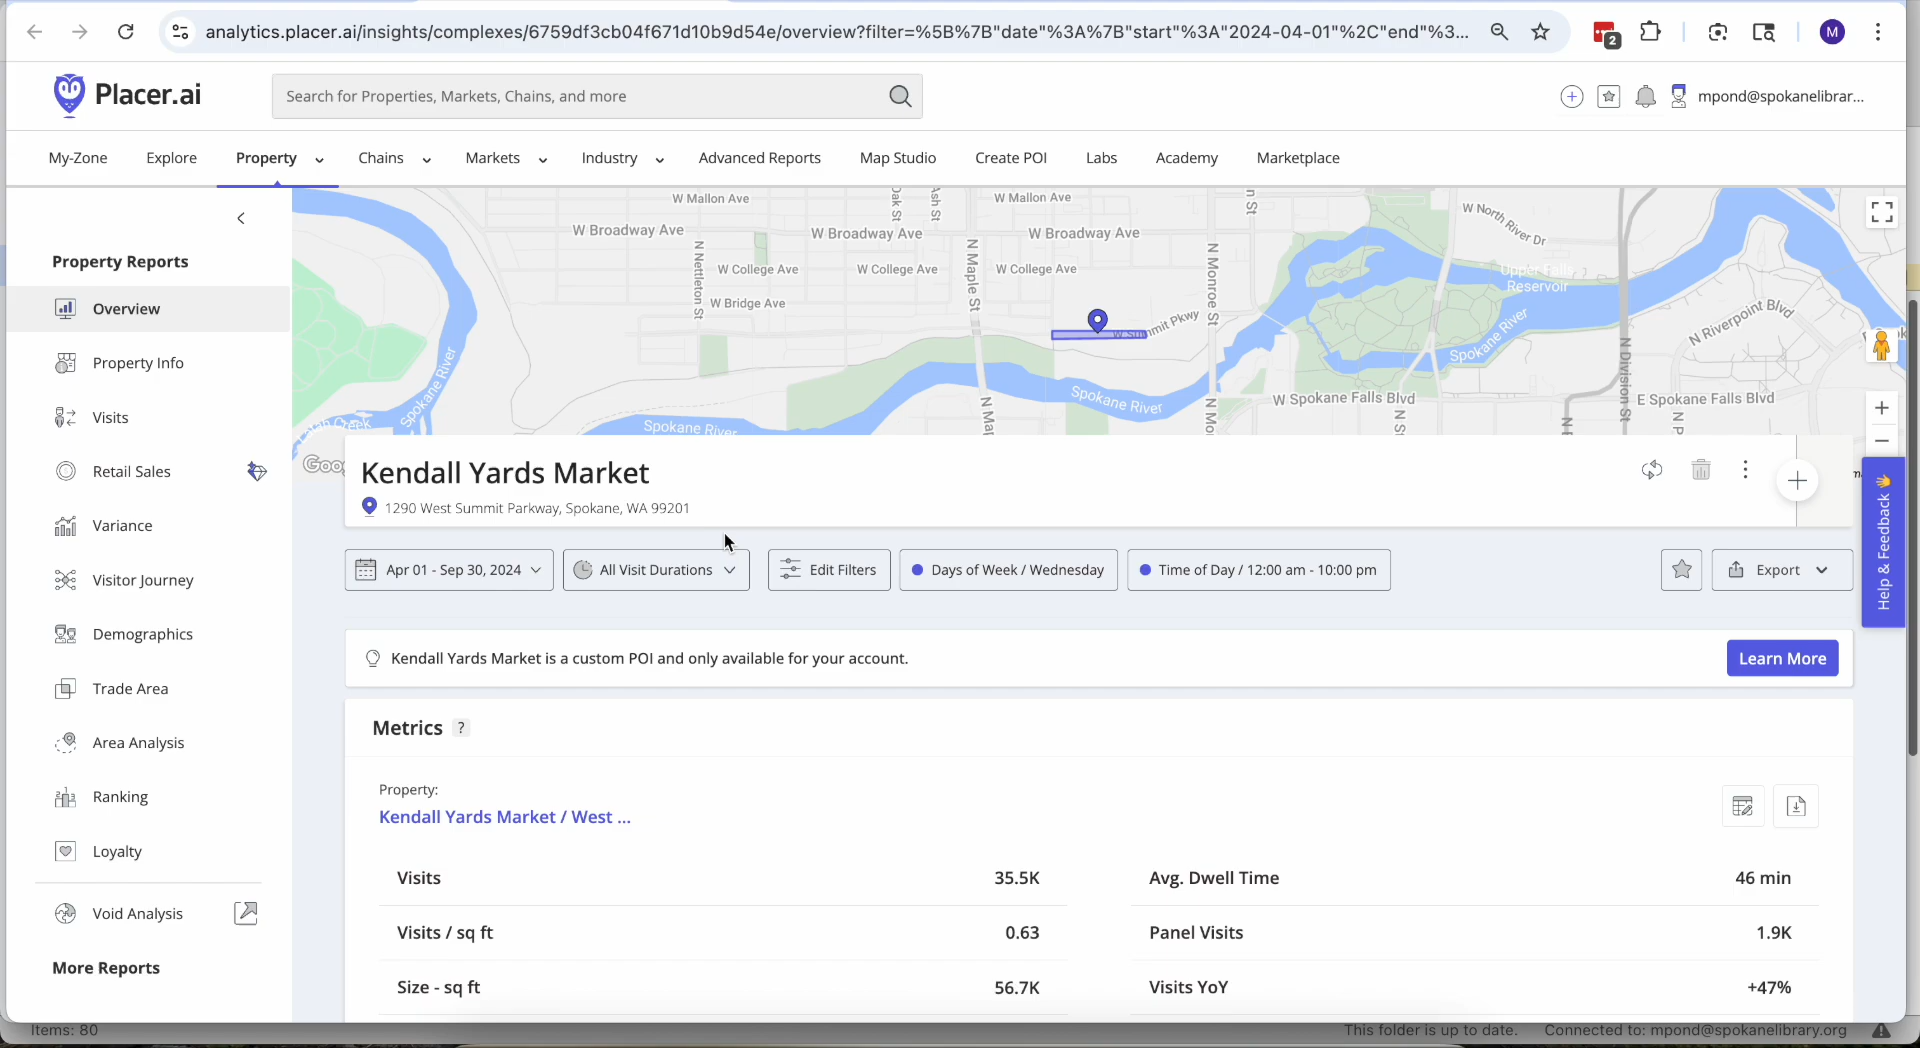 analytics.placer.ai/insights/complexes/6759df3cb04f671d10b9d54e/overview?filter=%5B%7B"date"%3A%7B"start"%3A"2024-04-01"%2C"end"%3...
2
M
Placer.ai
Search for Properties, Markets, Chains, and more
mpond@spokanelibrar...
My-Zone
Explore
Property
Chains
Markets
Industry
Advanced Reports
Map Studio
Create POI
Labs
Academy
Marketplace
Property Reports
Overview
Property Info
Visits
Retail Sales
Variance
Visitor Journey
Demographics
Trade Area
Area Analysis
Ranking
Loyalty
Void Analysis
More Reports
W Mallon Ave
Oak St
Ash St
W Mallon Ave
W North River Dr
W Broadway Ave
W Broadway Ave
W Broadway Ave
N Nettleton St
W College Ave
W College Ave
N Maple St
W College Ave
N Monroe St
Upper Falls
Reservoir
W Bridge Ave
N Riverpoint Blvd
Spokane River
Spokane River
N Division St
Spokane River
W Spokane Falls Blvd
E Spokane Falls Blvd
Spokane River
Kendall Yards Market
1290 West Summit Parkway, Spokane, WA 99201
Help & Feedback 👋
Apr 01 - Sep 30, 2024
All Visit Durations
Edit Filters
Days of Week / Wednesday
Time of Day / 12:00 am - 10:00 pm
Export
Kendall Yards Market is a custom POI and only available for your account.
Learn More
Metrics ?
Property:
Kendall Yards Market / West ...
Visits 35.5K
Avg. Dwell Time 46 min
Visits / sq ft 0.63
Panel Visits 1.9K
Size - sq ft 56.7K
Visits YoY +47%
Items: 80
This folder is up to date.
Connected to: mpond@spokanelibrary.org